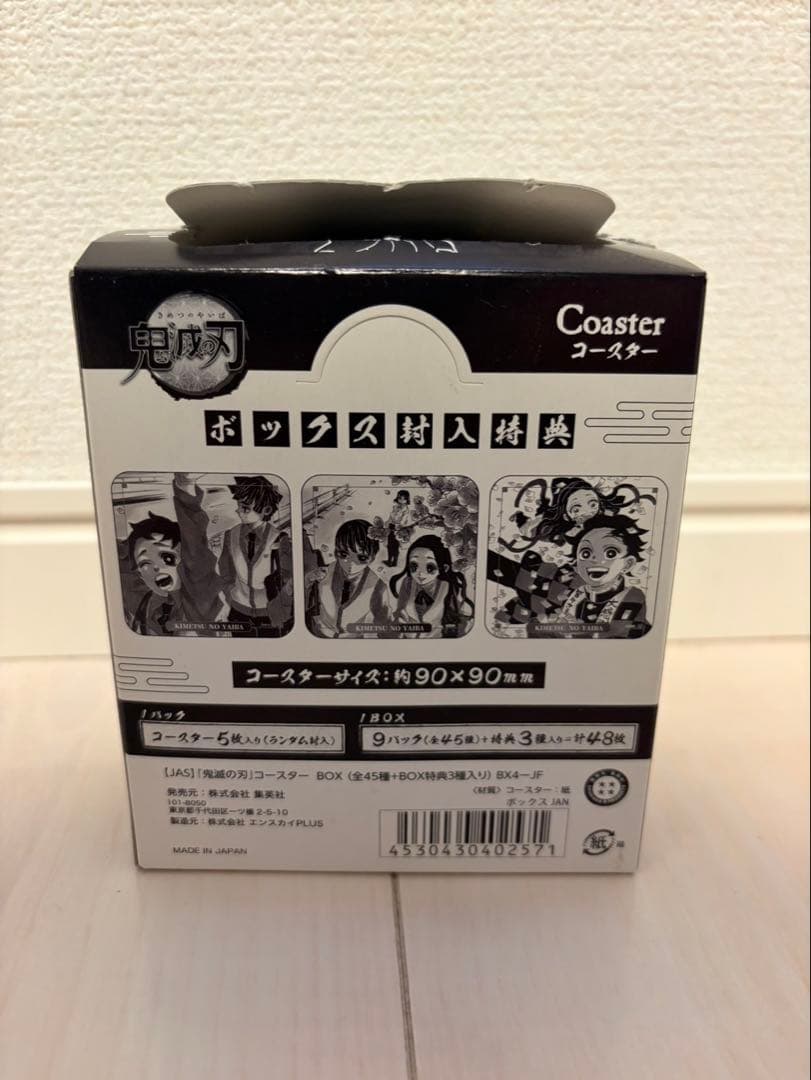 きめつのやいば
鬼滅の刃
Coaster
コースター
ボックス封入特典
KIMETSU NO YAIBA
KIMETSU NO YAIBA
KIMETSU NO YAIBA
コースターサイズ:約90×90mm
1パック
コースター5枚入り(ランダム封入)
1BOX
9パック(全45種)+特典3種入り=計48枚
【JAS】「鬼滅の刃」コースター BOX (全45種+BOX特典3種入り) BX4-JF
発売元:株式会社 集英社
101-8050
東京都千代田区一ツ橋 2-5-10
製造元:株式会社 エンスカイPLUS
MADE IN JAPAN
〈材質〉コースター:紙
ボックスJAN
4530430402571
紙
箱